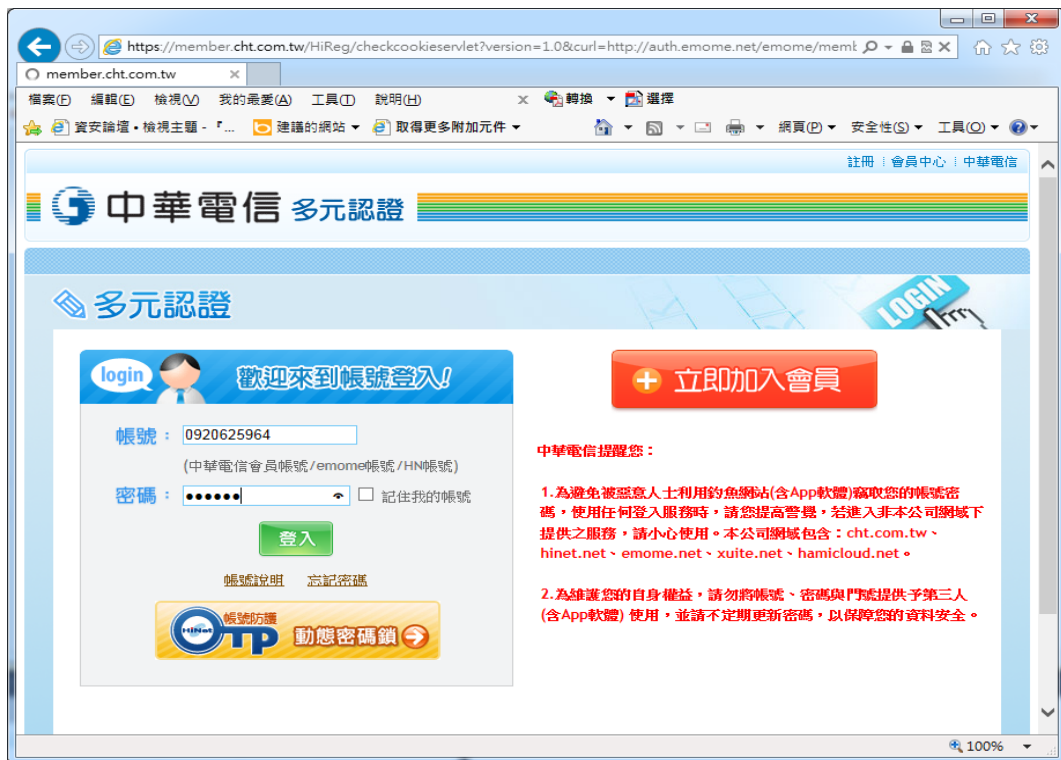 https://member.cht.com.tw/HiReg/checkcookieservlet?version=1.0&curl=http://auth.emome.net/emome/meml
member.cht.com.tw
檔案(F) 編輯(E) 檢視(V) 我的最愛(A) 工具(T) 說明(H) x 轉換 選擇
資安論壇 • 檢視主題 - 『... 建議的網站 取得更多附加元件 網頁(P) 安全性(S) 工具(O)
註冊 | 會員中心 | 中華電信
中華電信 多元認證
多元認證
LOGIN
login 歡迎來到帳號登入!
立即加入會員
帳號： 0920625964
(中華電信會員帳號/emome帳號/HN帳號)
密碼： ●●●●●● 記住我的帳號
登入
帳號說明 忘記密碼
HiNet OTP 帳號防護 動態密碼鎖
中華電信提醒您：
1.為避免被惡意人士利用釣魚網站(含App軟體)竊取您的帳號密
碼，使用任何登入服務時，請您提高警覺，若進入非本公司網域下
提供之服務，請小心使用。本公司網域包含：cht.com.tw、
hinet.net、emome.net、xuite.net、hamicloud.net。
2.為維護您的自身權益，請勿將帳號、密碼與門號提供予第三人
(含App軟體) 使用，並請不定期更新密碼，以保障您的資料安全。
100%